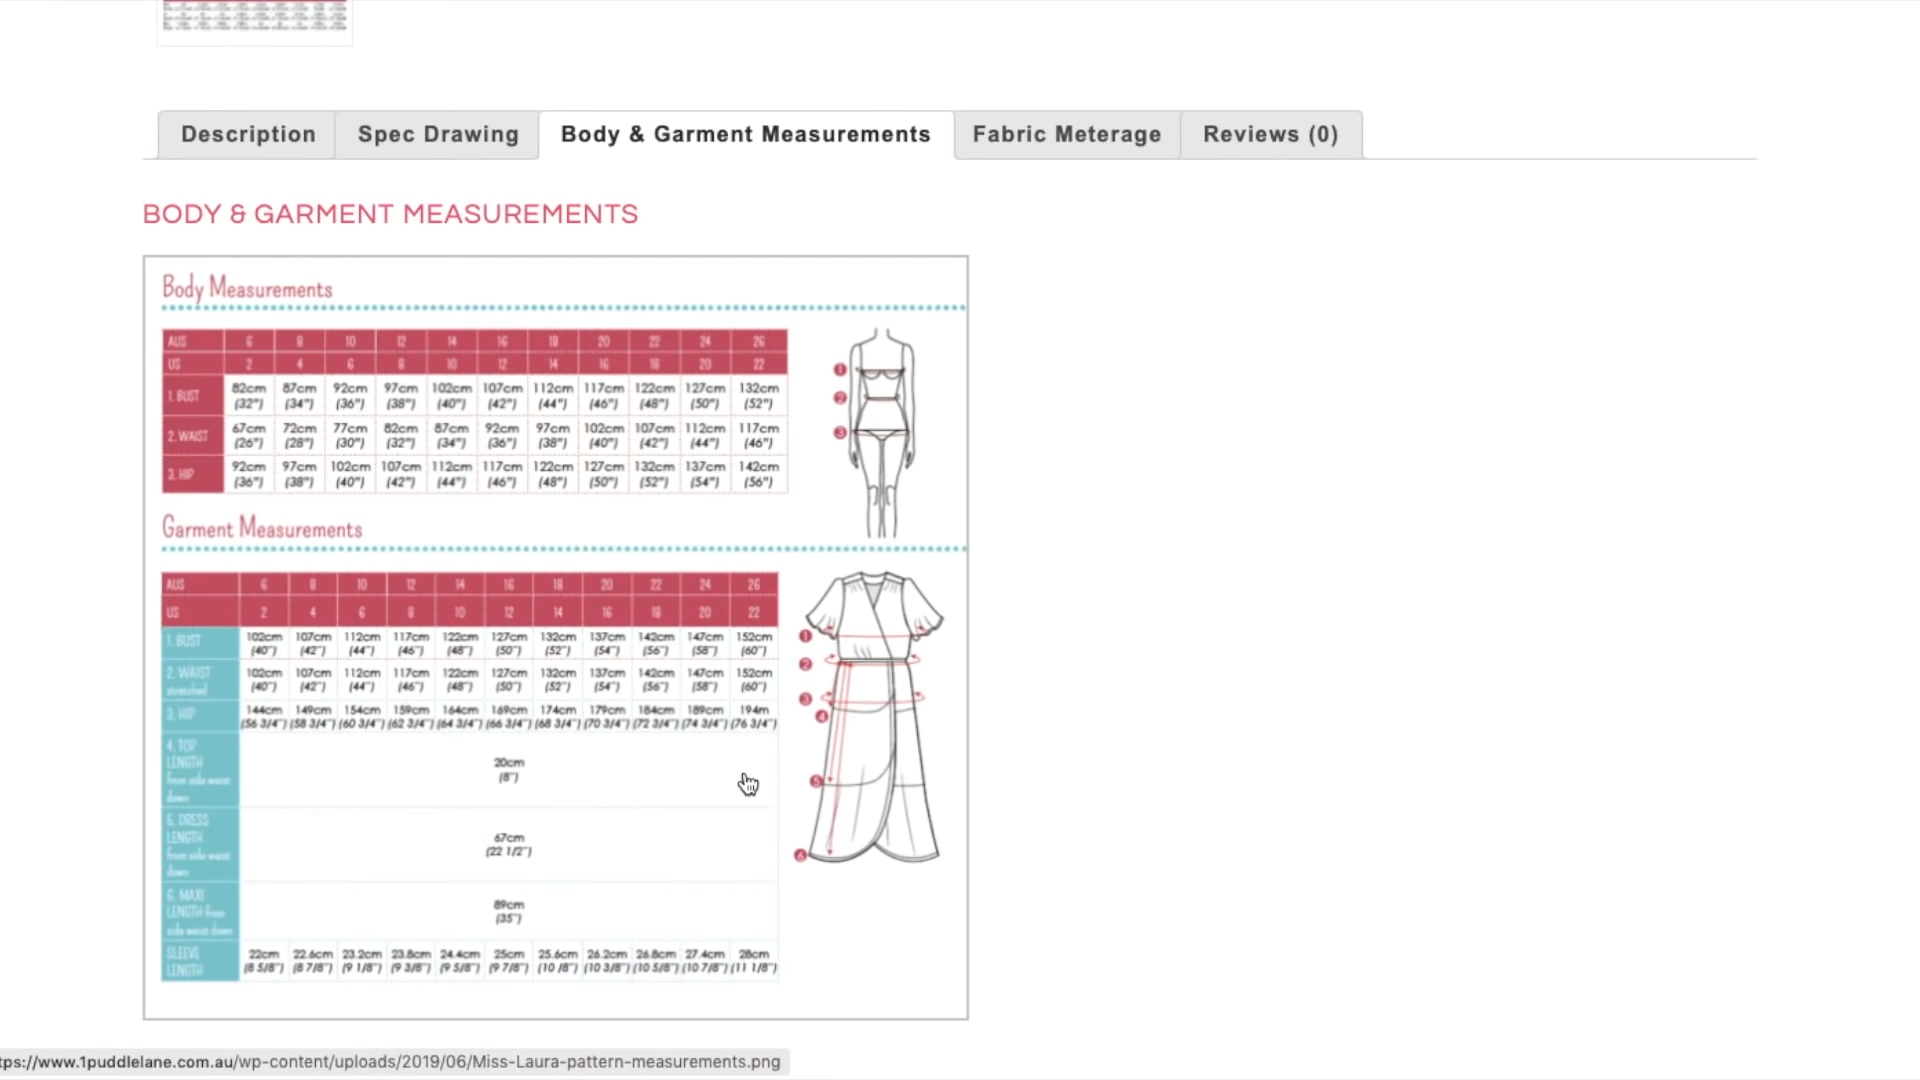 Description Spec Drawing Body & Garment Measurements Fabric Meterage Reviews (0)
BODY & GARMENT MEASUREMENTS
Body Measurements
AUS 6 8 10 12 14 16 18 20 22 24 26
US 2 4 6 8 10 12 14 16 18 20 22
1. BUST 82cm 87cm 92cm 97cm 102cm 107cm 112cm 117cm 122cm 127cm 132cm
(32") (34") (36") (38") (40") (42") (44") (46") (48") (50") (52")
2. WAIST 67cm 72cm 77cm 82cm 87cm 92cm 97cm 102cm 107cm 112cm 117cm
(26") (28") (30") (32") (34") (36") (38") (40") (42") (44") (46")
3. HIP 92cm 97cm 102cm 107cm 112cm 117cm 122cm 127cm 132cm 137cm 142cm
(36") (38") (40") (42") (44") (46") (48") (50") (52") (54") (56")
1
2
3
Garment Measurements
AUS 6 8 10 12 14 16 18 20 22 24 26
US 2 4 6 8 10 12 14 16 18 20 22
1. BUST 102cm 107cm 112cm 117cm 122cm 127cm 132cm 137cm 142cm 147cm 152cm
(40") (42") (44") (46") (48") (50") (52") (54") (56") (58") (60")
2. WAIST stretched 102cm 107cm 112cm 117cm 122cm 127cm 132cm 137cm 142cm 147cm 152cm
(40") (42") (44") (46") (48") (50") (52") (54") (56") (58") (60")
3. HIP 144cm 149cm 154cm 159cm 164cm 169cm 174cm 179cm 184cm 189cm 194m
(56 3/4") (58 3/4") (60 3/4") (62 3/4") (64 3/4") (66 3/4") (68 3/4") (70 3/4") (72 3/4") (74 3/4") (76 3/4")
4. TOP
LENGTH
from side waist
down
20cm
(8")
5. DRESS
LENGTH
from side waist
down
67cm
(22 1/2")
6. MAXI
LENGTH from
side waist down
89cm
(35")
SLEEVE
LENGTH
22cm 22.6cm 23.2cm 23.8cm 24.4cm 25cm 25.6cm 26.2cm 26.8cm 27.4cm 28cm
(8 5/8") (8 7/8") (9 1/8") (9 3/8") (9 5/8") (9 7/8") (10 /8") (10 3/8") (10 5/8") (10 7/8") (11 1/8")
1
2
3
4
5
6
tps://www.1puddlelane.com.au/wp-content/uploads/2019/06/Miss-Laura-pattern-measurements.png